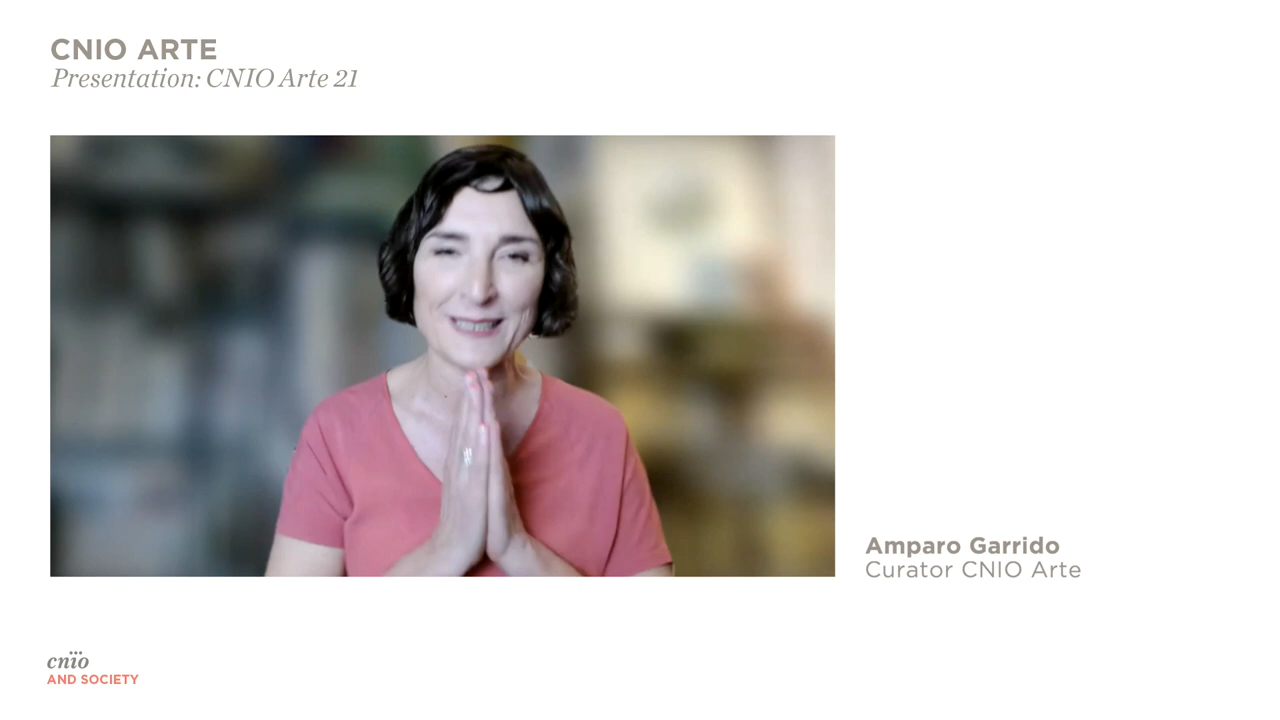 CNIO ARTE
Presentation: CNIO Arte 21
Amparo Garrido
Curator CNIO Arte
cnio
AND SOCIETY